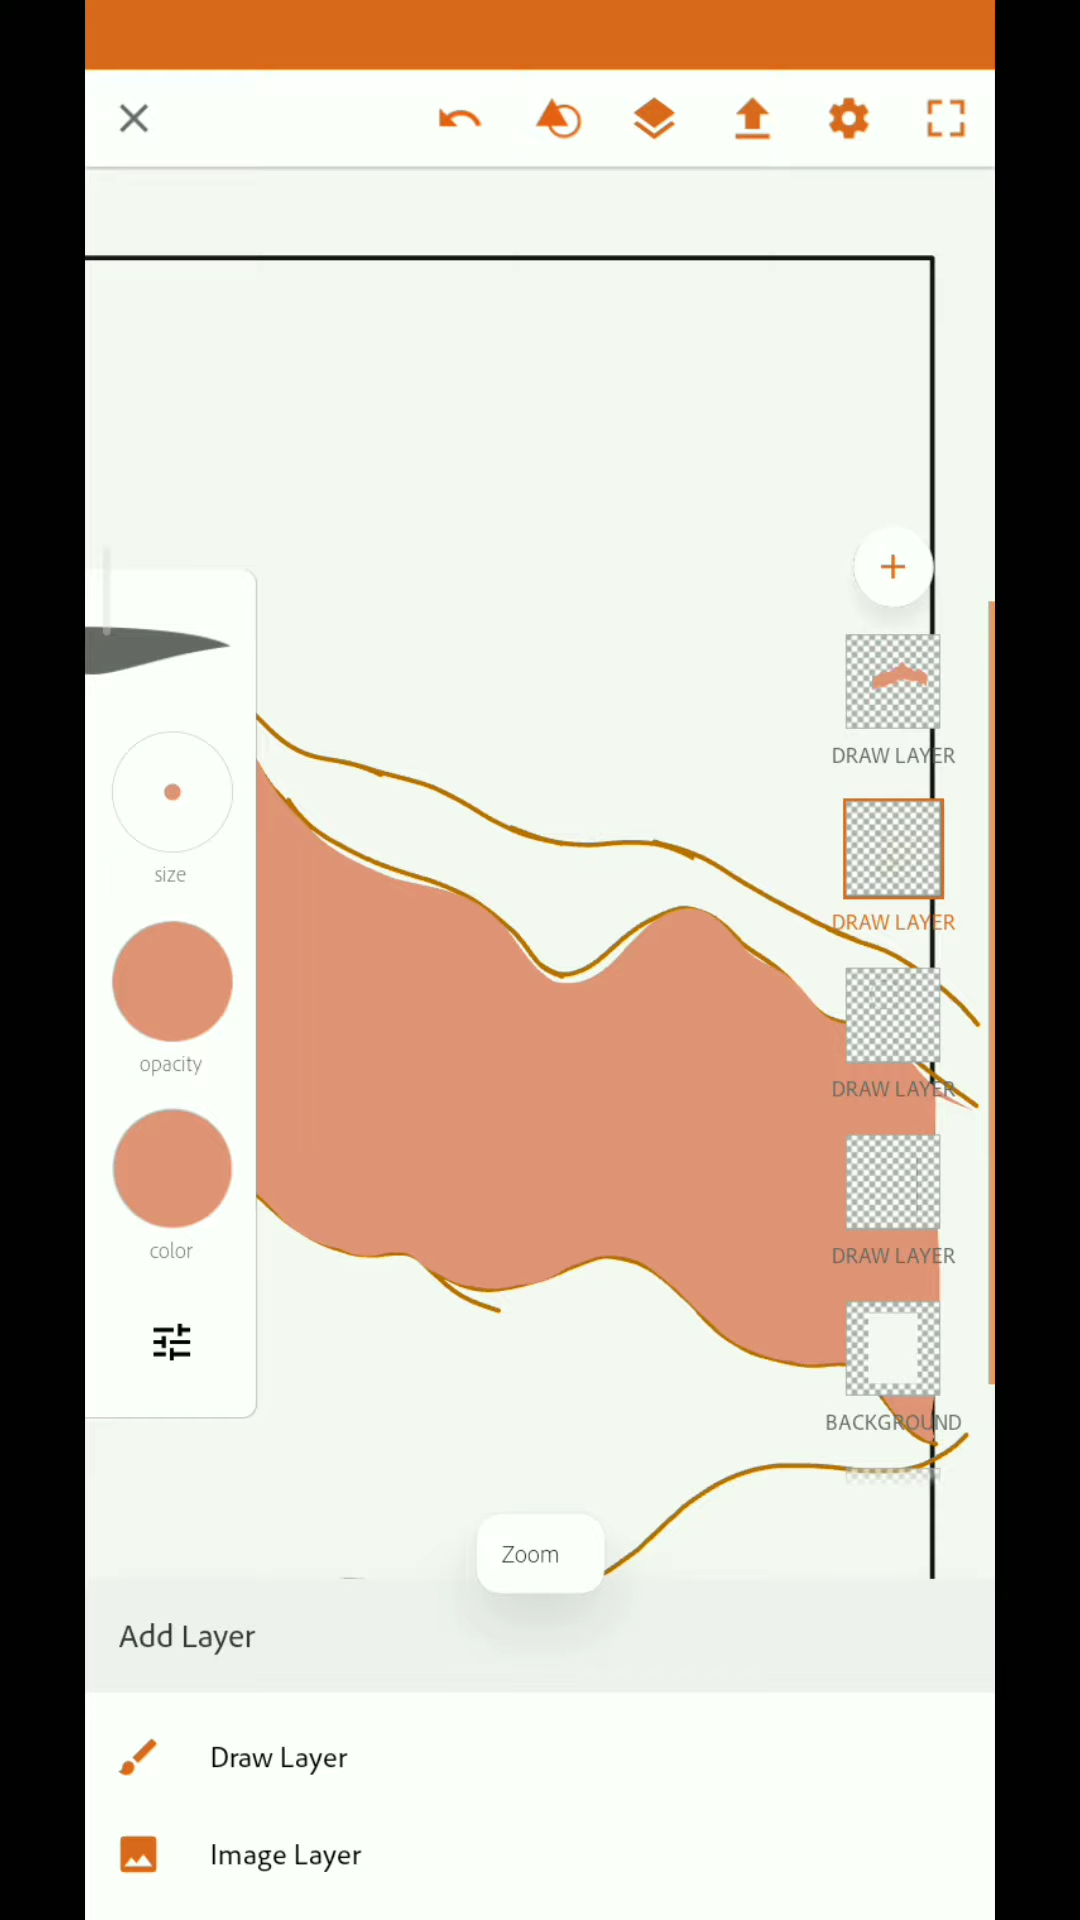 DRAW LAYER
size
DRAW LAYER
opacity
DRAW LAYER
color
DRAW LAYER
BACKGROUND
Zoom
Add Layer
Draw Layer
Image Layer